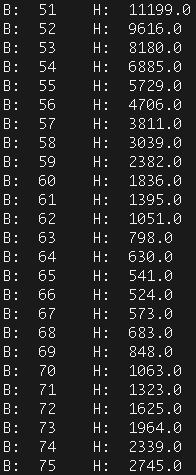 B:  51    H:  11199.0
B:  52    H:  9616.0
B:  53    H:  8180.0
B:  54    H:  6885.0
B:  55    H:  5729.0
B:  56    H:  4706.0
B:  57    H:  3811.0
B:  58    H:  3039.0
B:  59    H:  2382.0
B:  60    H:  1836.0
B:  61    H:  1395.0
B:  62    H:  1051.0
B:  63    H:  798.0
B:  64    H:  630.0
B:  65    H:  541.0
B:  66    H:  524.0
B:  67    H:  573.0
B:  68    H:  683.0
B:  69    H:  848.0
B:  70    H:  1063.0
B:  71    H:  1323.0
B:  72    H:  1625.0
B:  73    H:  1964.0
B:  74    H:  2339.0
B:  75    H:  2745.0